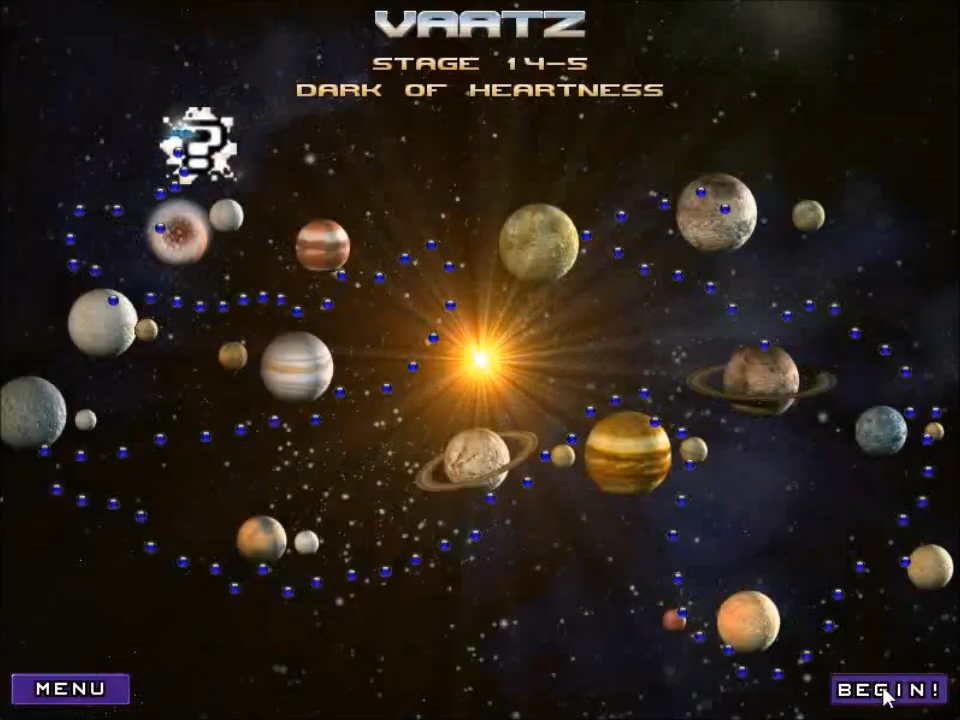 VAATZ
STAGE 14-5
DARK OF HEARTNESS
?
MENU
BEGIN!